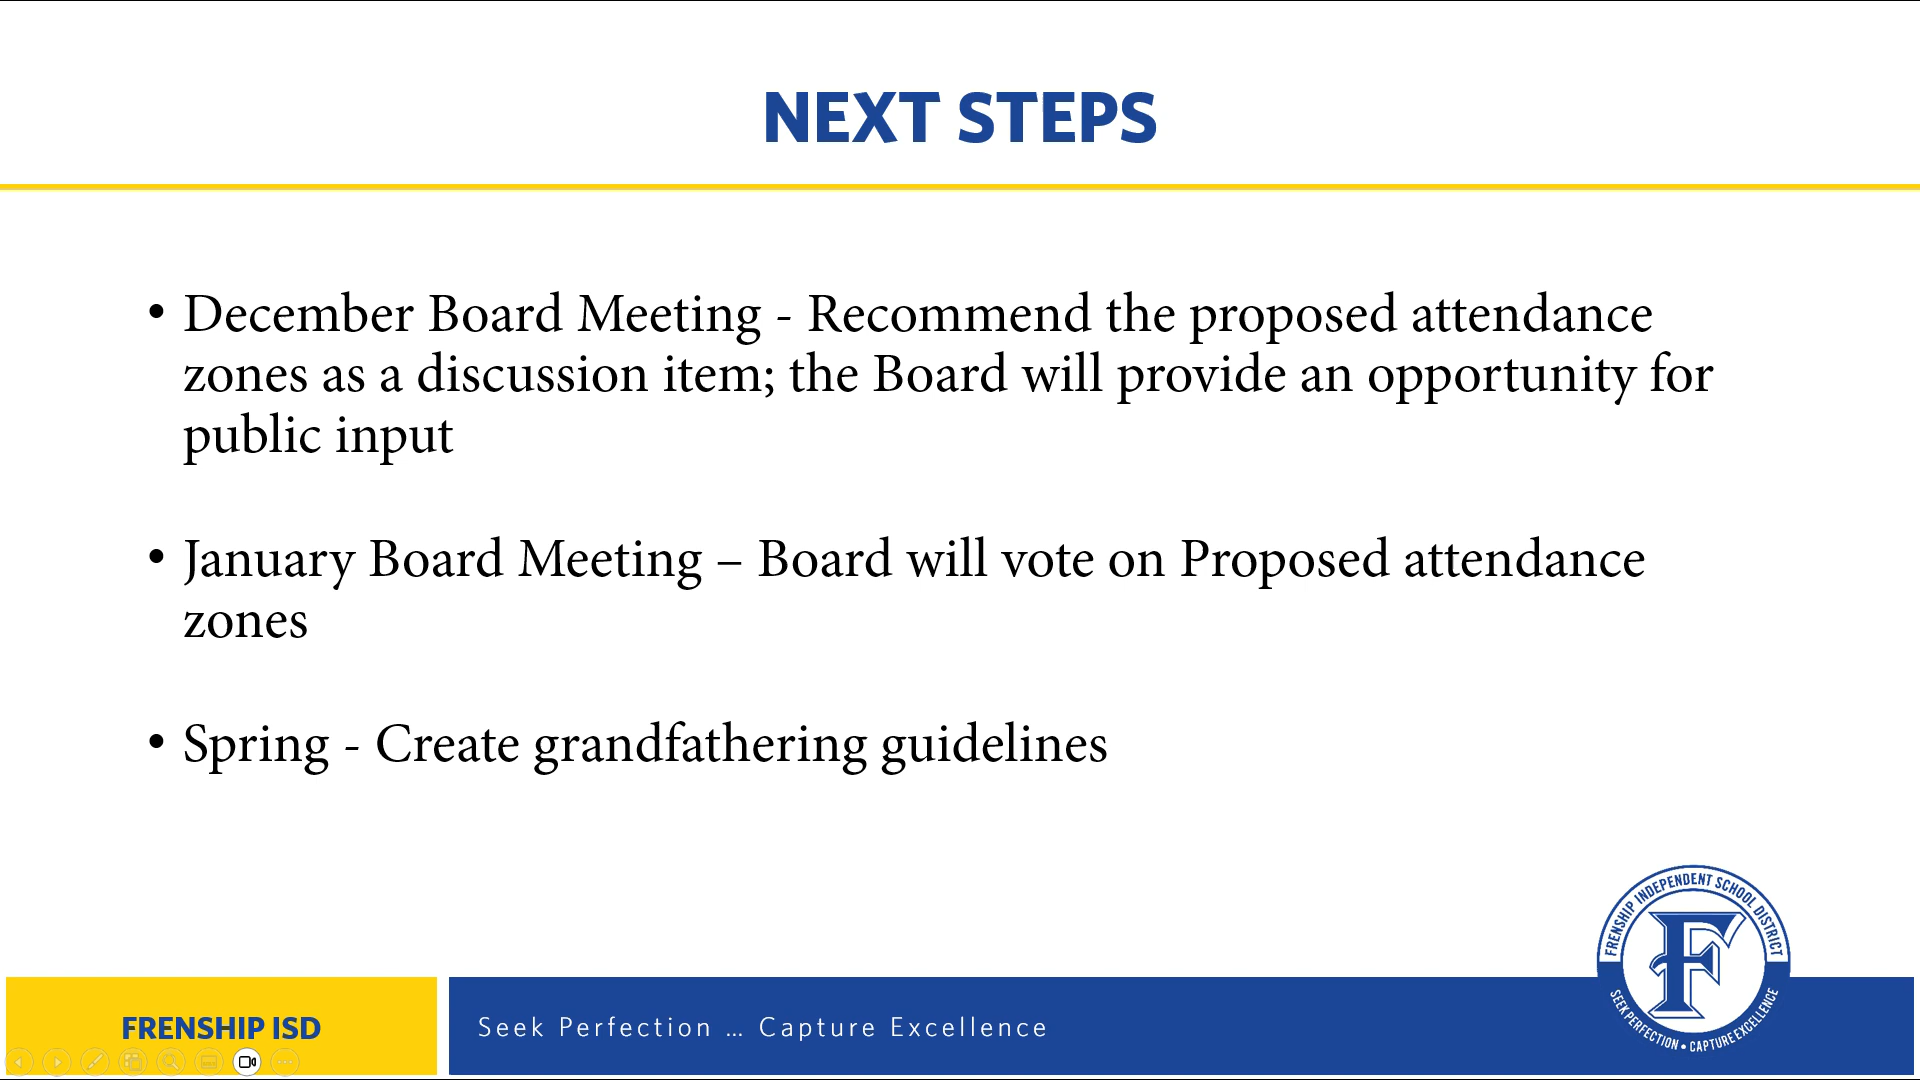 NEXT STEPS
• December Board Meeting - Recommend the proposed attendance
zones as a discussion item; the Board will provide an opportunity for
public input
• January Board Meeting – Board will vote on Proposed attendance
zones
• Spring - Create grandfathering guidelines
FRENSHIP INDEPENDENT SCHOOL DISTRICT
F
SEEK PERFECTION • CAPTURE EXCELLENCE
FRENSHIP ISD
Seek Perfection ... Capture Excellence